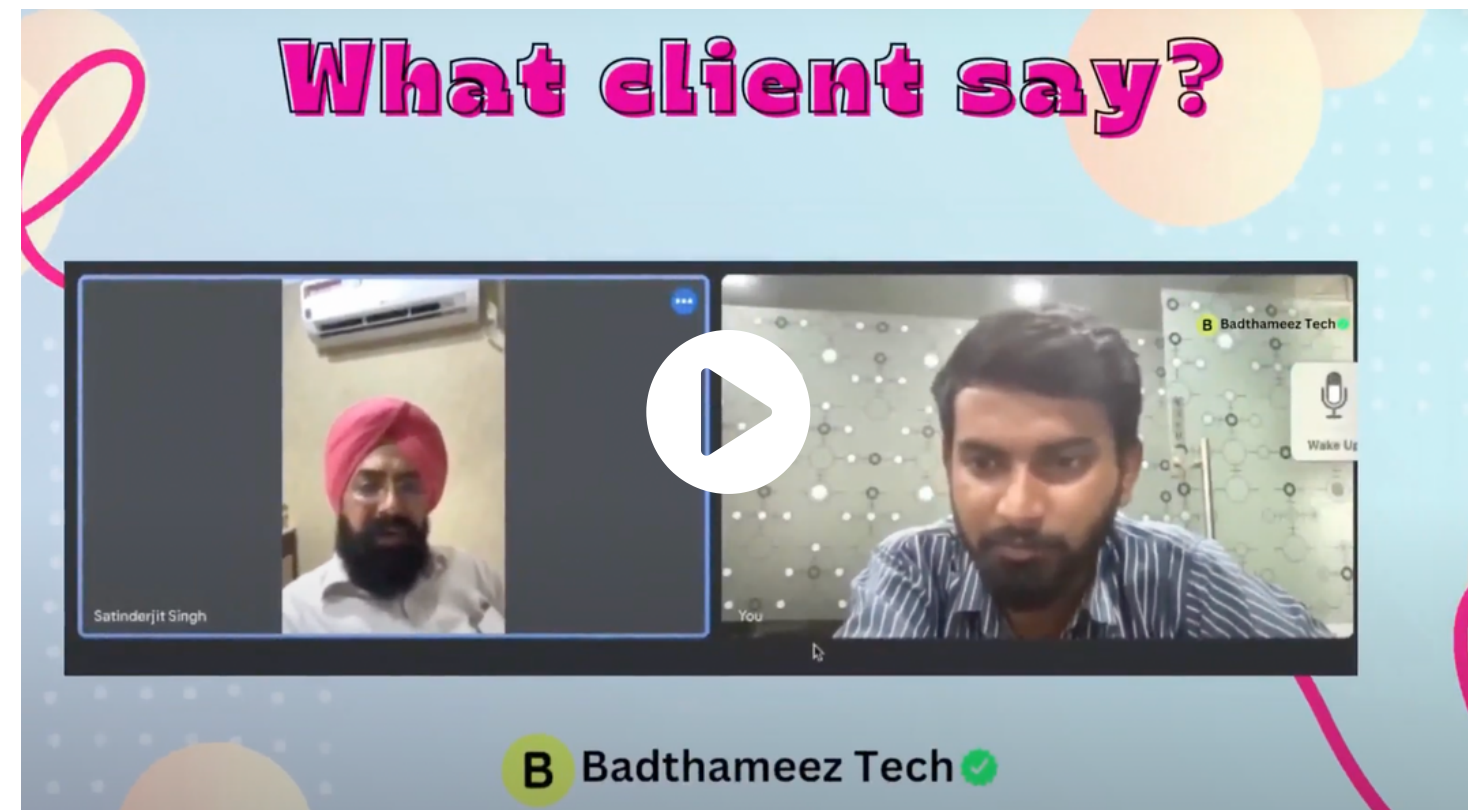 What client say?
B Badthameez Tech
Wake Up
Satinderjit Singh
You
B Badthameez Tech